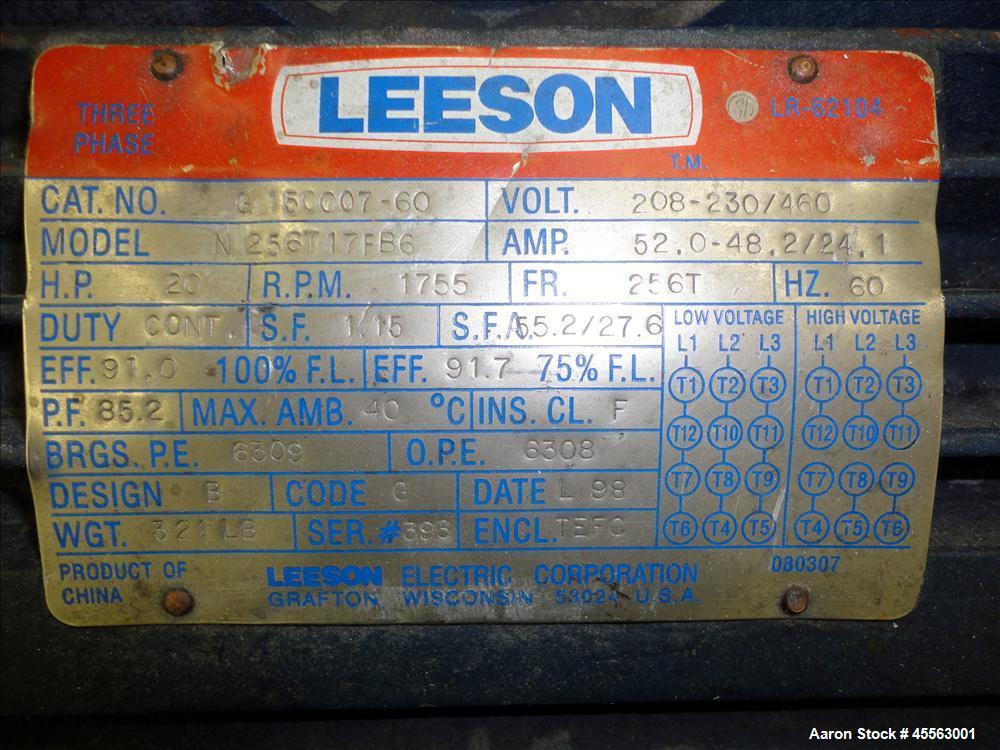 THREE PHASE
LEESON
T.M.
LR-62104
CAT. NO. G 150007-60 VOLT. 208-230/460
MODEL N 256T17FB6 AMP. 52.0-48.2/24.1
H.P. 20 R.P.M. 1755 FR. 256T HZ. 60
DUTY CONT. S.F. 1.15 S.F.A. 55.2/27.6
EFF. 91.0 100% F.L. EFF. 91.7 75% F.L.
P.F. 85.2 MAX. AMB. 40 °C INS. CL. F
BRGS. P.E. 6309 O.P.E. 6308
DESIGN B CODE G DATE L 98
WGT. 321 LB SER. # 396 ENCL. TEFC
LOW VOLTAGE HIGH VOLTAGE
L1 L2 L3 L1 L2 L3
T1 T2 T3 T1 T2 T3
T12 T10 T11 T12 T10 T11
T7 T8 T9 T7 T8 T9
T6 T4 T5 T4 T5 T6
080307
PRODUCT OF CHINA
LEESON ELECTRIC CORPORATION
GRAFTON, WISCONSIN 53024 U.S.A.
Aaron Stock # 45563001